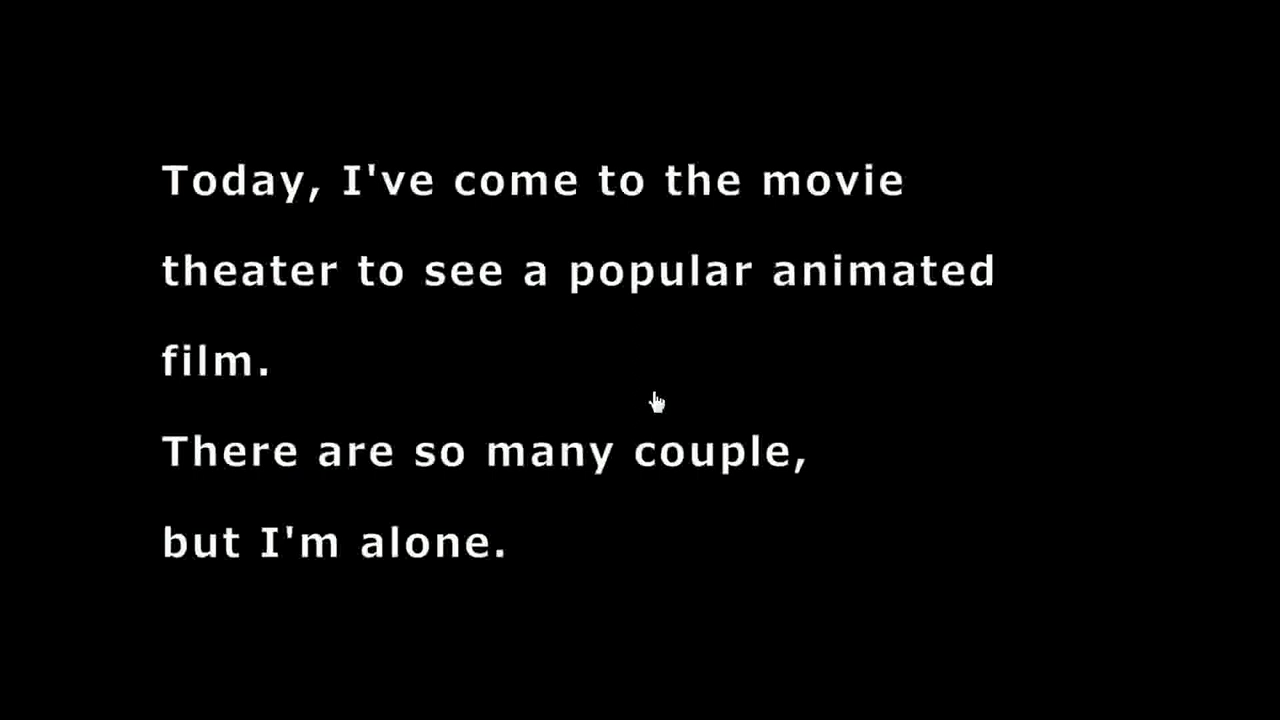 Today, I've come to the movie
theater to see a popular animated
film.
There are so many couple,
but I'm alone.